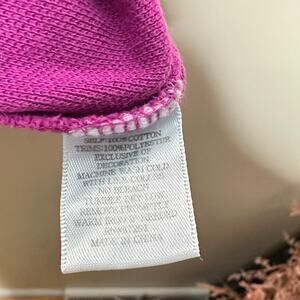 SELF:100% COTTON
TRIMS:100%POLYESTER
EXCLUSIVE OF
DECORATION
MACHINE WASH COLD
WITH LIKE COLORS
NO BLEACH
TUMBLE DRY LOW
REMOVE PROMPTLY
WARM IRON IF NEEDED
MADE IN CHINA